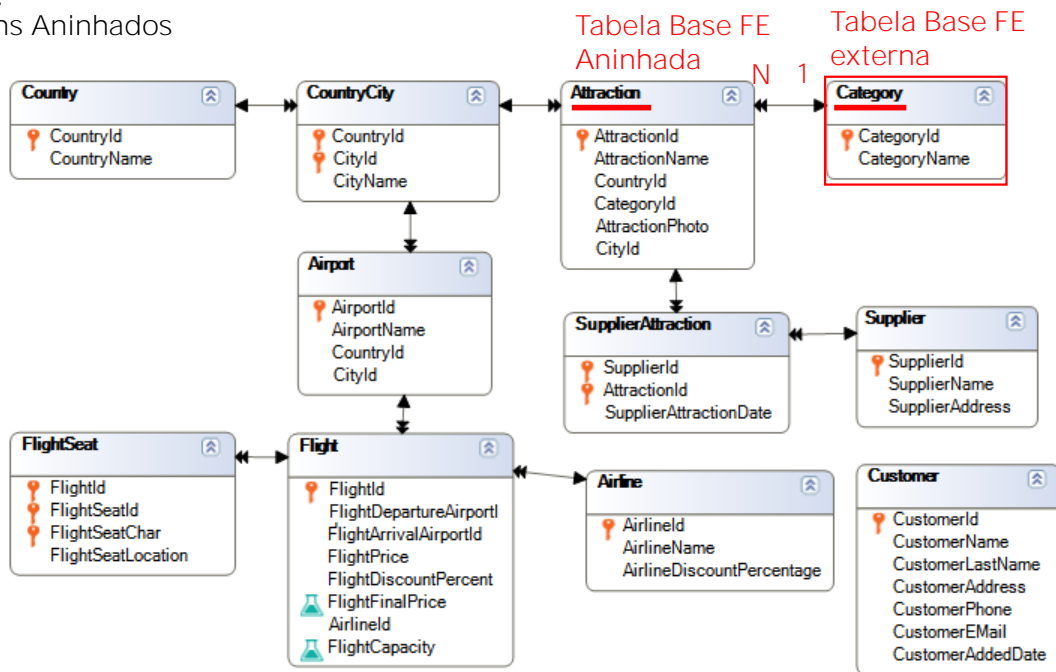 ns Aninhados
Tabela Base FE
Aninhada
Tabela Base FE
externa
N 1
Country
CountryId
CountryName
CountryCity
CountryId
CityId
CityName
Attraction
AttractionId
AttractionName
CountryId
CategoryId
AttractionPhoto
CityId
Category
CategoryId
CategoryName
Airport
AirportId
AirportName
CountryId
CityId
SupplierAttraction
SupplierId
AttractionId
SupplierAttractionDate
Supplier
SupplierId
SupplierName
SupplierAddress
FlightSeat
FlightId
FlightSeatId
FlightSeatChar
FlightSeatLocation
Flight
FlightId
FlightDepartureAirportI
FlightArrivalAirportId
FlightPrice
FlightDiscountPercent
FlightFinalPrice
AirlineId
FlightCapacity
Airline
AirlineId
AirlineName
AirlineDiscountPercentage
Customer
CustomerId
CustomerName
CustomerLastName
CustomerAddress
CustomerPhone
CustomerEMail
CustomerAddedDate